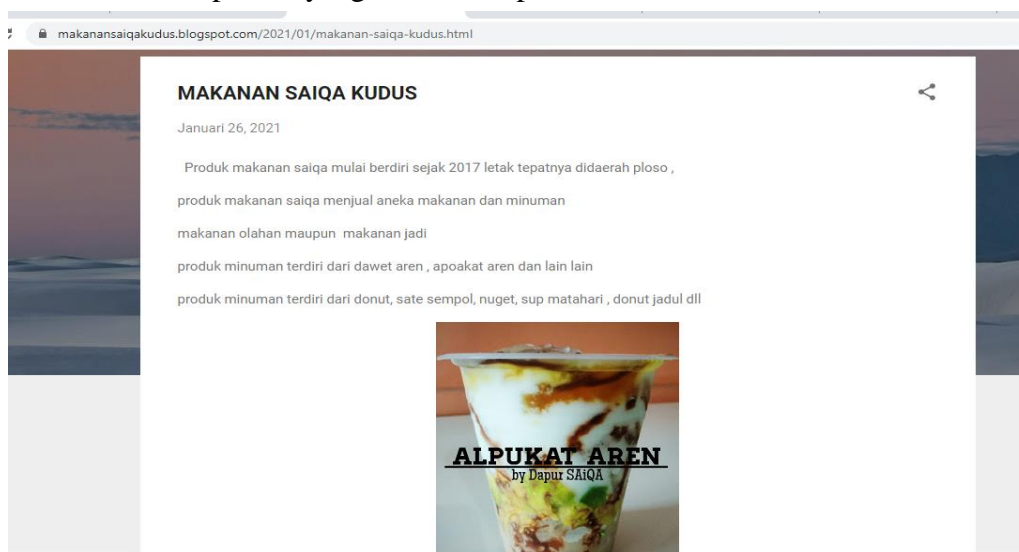 makanansaiqakudus.blogspot.com/2021/01/makanan-saiqa-kudus.html
MAKANAN SAIQA KUDUS
Januari 26, 2021
Produk makanan saiqa mulai berdiri sejak 2017 letak tepatnya didaerah ploso ,
produk makanan saiqa menjual aneka makanan dan minuman
makanan olahan maupun makanan jadi
produk minuman terdiri dari dawet aren , apoakat aren dan lain lain
produk minuman terdiri dari donut, sate sempol, nuget, sup matahari , donut jadul dll
ALPUKAT AREN
by Dapur SAiQA